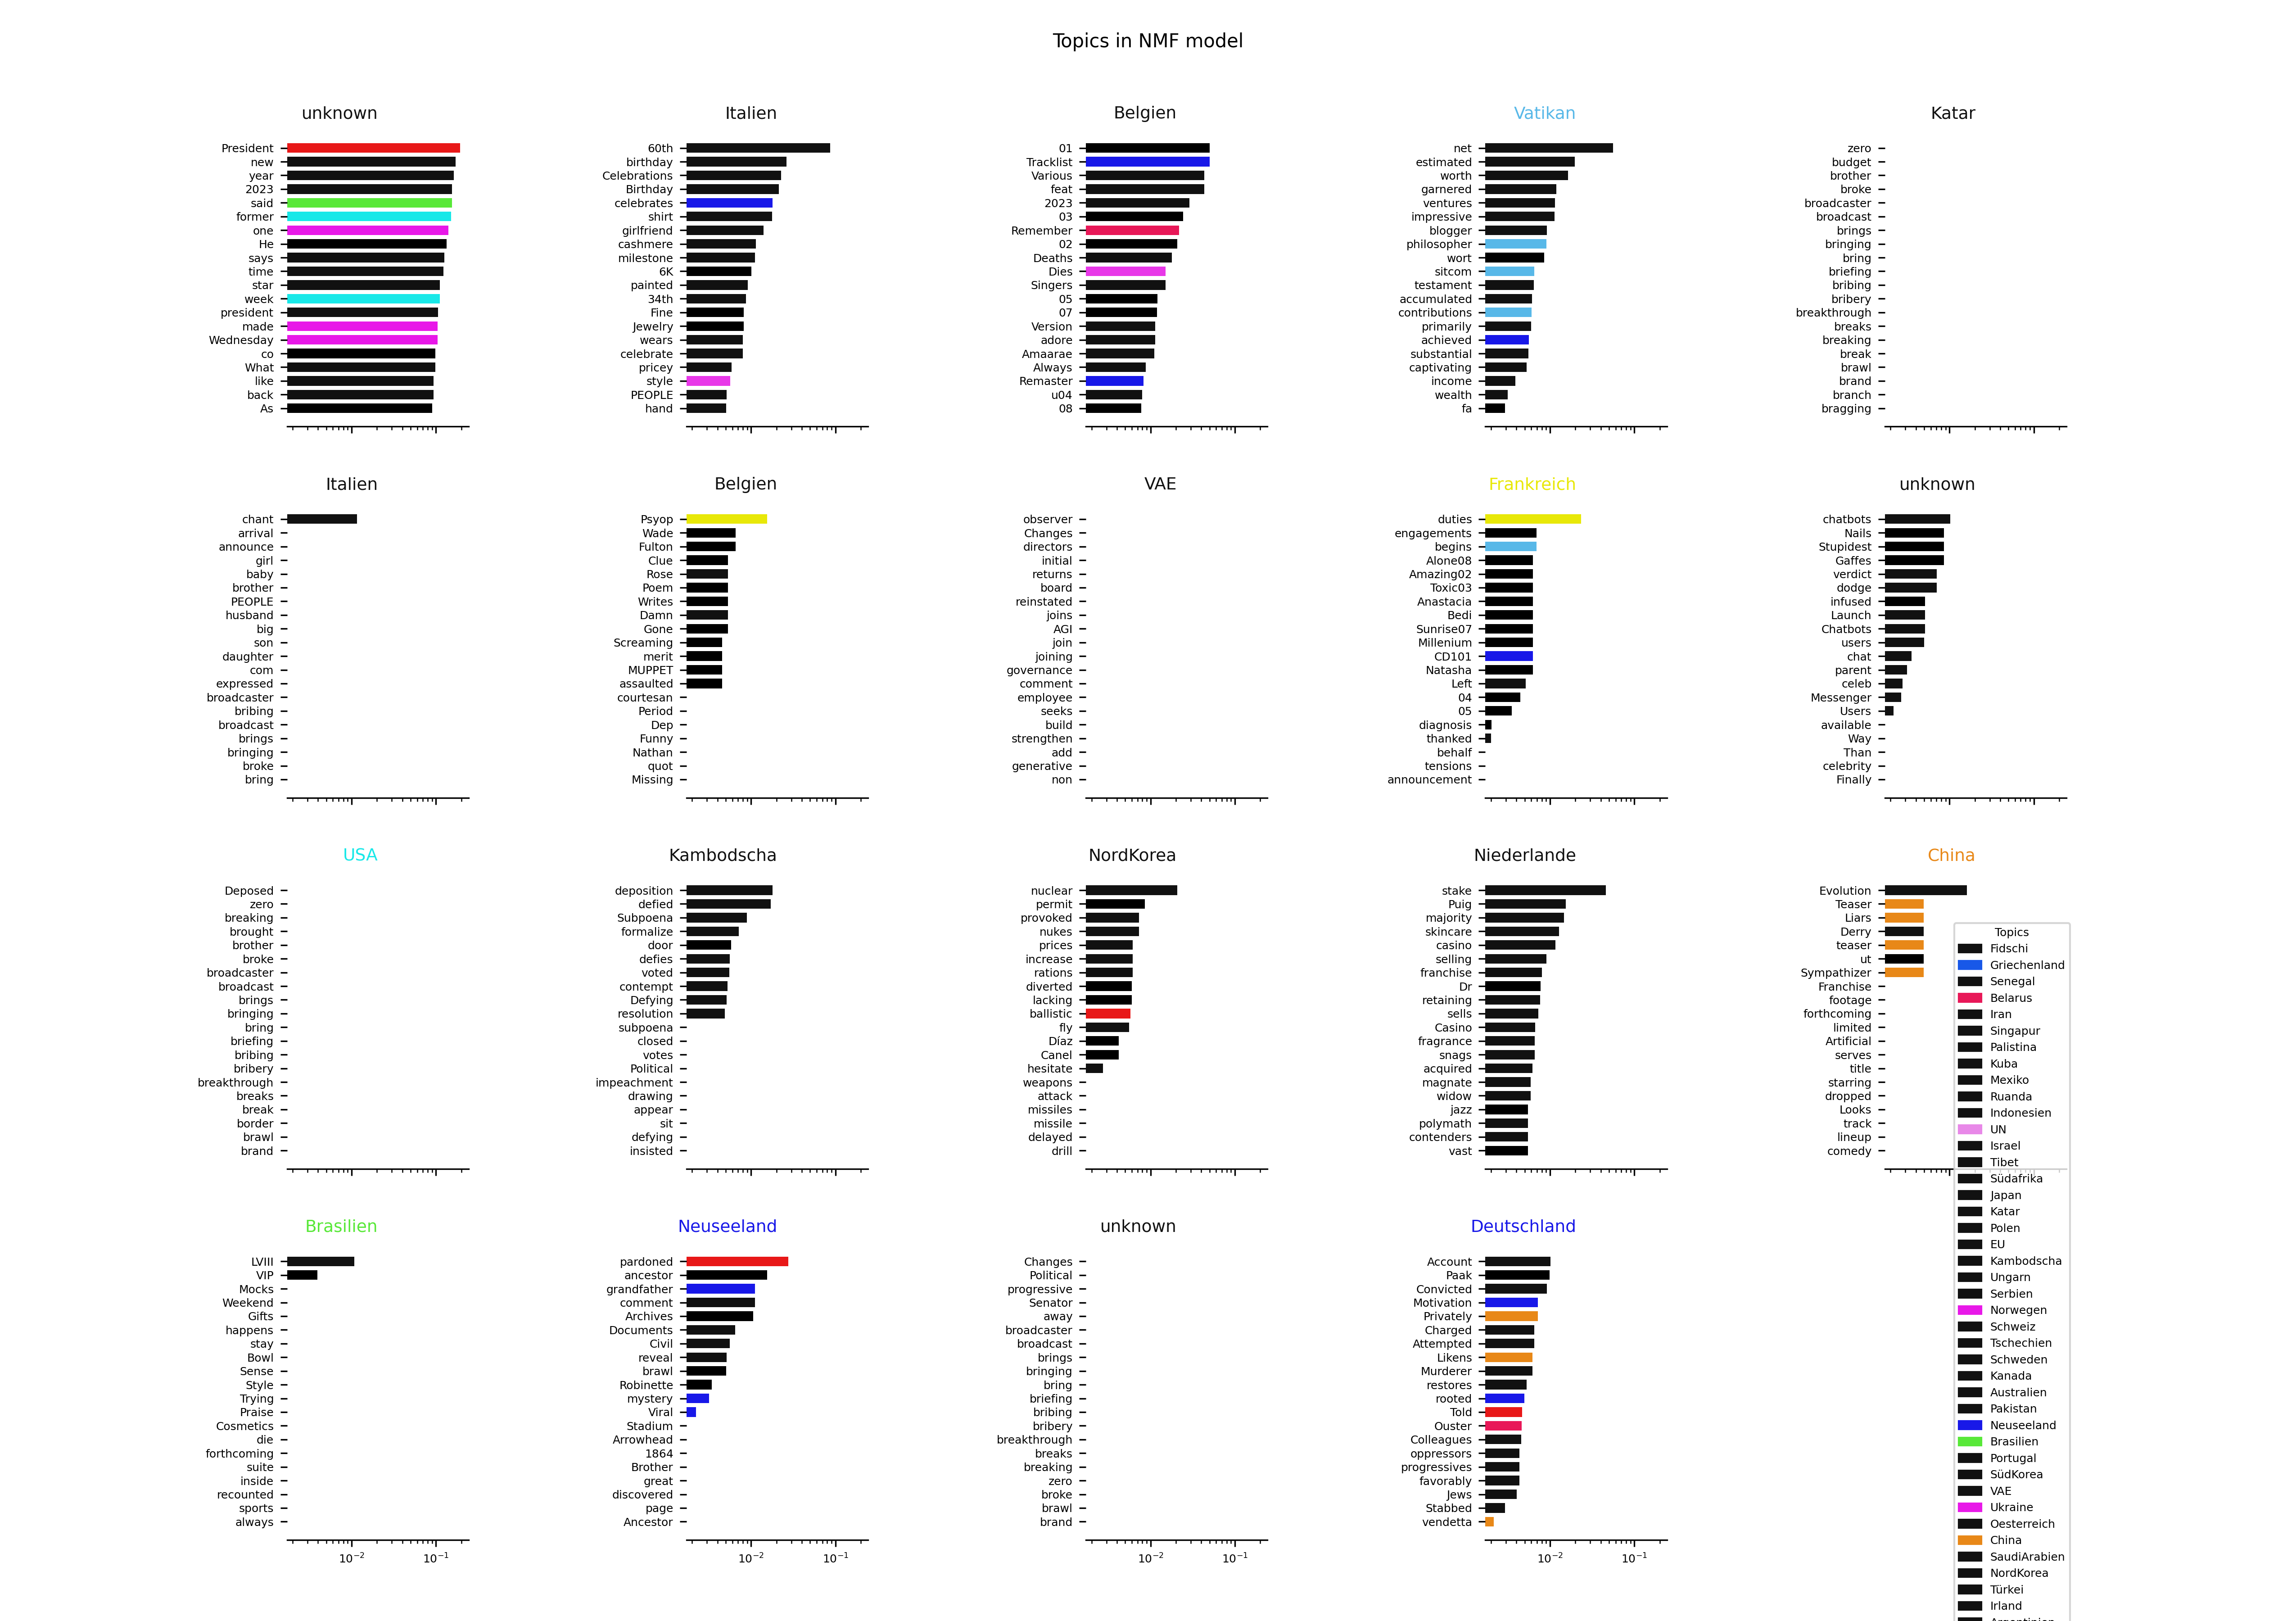 Topics in NMF model
unknown
President
new
year
2023
said
former
one
He
says
time
star
week
president
made
Wednesday
co
What
like
back
As
Italien
60th
birthday
Celebrations
Birthday
celebrates
shirt
girlfriend
cashmere
milestone
6K
painted
34th
Fine
Jewelry
wears
celebrate
pricey
style
PEOPLE
hand
Belgien
01
Tracklist
Various
feat
2023
03
Remember
02
Deaths
Dies
Singers
05
07
Version
adore
Amaarae
Always
Remaster
u04
08
Vatikan
net
estimated
worth
garnered
ventures
impressive
blogger
philosopher
wort
sitcom
testament
accumulated
contributions
primarily
achieved
substantial
captivating
income
wealth
fa
Katar
zero
budget
brother
broke
broadcaster
broadcast
brings
bringing
bring
briefing
bribing
bribery
breakthrough
breaks
breaking
break
brawl
brand
branch
bragging
Italien
chant
arrival
announce
girl
baby
brother
PEOPLE
husband
big
son
daughter
com
expressed
broadcaster
bribing
broadcast
brings
bringing
broke
bring
Belgien
Psyop
Wade
Fulton
Clue
Rose
Poem
Writes
Damn
Gone
Screaming
merit
MUPPET
assaulted
courtesan
Period
Dep
Funny
Nathan
quot
Missing
VAE
observer
Changes
directors
initial
returns
board
reinstated
joins
AGI
join
joining
governance
comment
employee
seeks
build
strengthen
add
generative
non
Frankreich
duties
engagements
begins
Alone08
Amazing02
Toxic03
Anastacia
Bedi
Sunrise07
Millenium
CD101
Natasha
Left
04
05
diagnosis
thanked
behalf
tensions
announcement
unknown
chatbots
Nails
Stupidest
Gaffes
verdict
dodge
infused
Launch
Chatbots
users
chat
parent
celeb
Messenger
Users
available
Way
Than
celebrity
Finally
USA
Deposed
zero
breaking
brought
brother
broke
broadcaster
broadcast
brings
bringing
bring
briefing
bribing
bribery
breakthrough
breaks
break
border
brawl
brand
Kambodscha
deposition
defied
Subpoena
formalize
door
defies
voted
contempt
Defying
resolution
subpoena
closed
votes
Political
impeachment
drawing
appear
sit
defying
insisted
NordKorea
nuclear
permit
provoked
nukes
prices
increase
rations
diverted
lacking
ballistic
fly
Díaz
Canel
hesitate
weapons
attack
missiles
missile
delayed
drill
Niederlande
stake
Puig
majority
skincare
casino
selling
franchise
Dr
retaining
sells
Casino
fragrance
snags
acquired
magnate
widow
jazz
polymath
contenders
vast
China
Evolution
Teaser
Liars
Derry
teaser
ut
Sympathizer
Franchise
footage
forthcoming
limited
Artificial
serves
title
starring
dropped
Looks
track
lineup
comedy
Brasilien
LVIII
VIP
Mocks
Weekend
Gifts
happens
stay
Bowl
Sense
Style
Trying
Praise
Cosmetics
die
forthcoming
suite
inside
recounted
sports
always
10⁻² 10⁻¹
Neuseeland
pardoned
ancestor
grandfather
comment
Archives
Documents
Civil
reveal
brawl
Robinette
mystery
Viral
Stadium
Arrowhead
1864
Brother
great
discovered
page
Ancestor
10⁻² 10⁻¹
unknown
Changes
Political
progressive
Senator
away
broadcaster
broadcast
brings
bringing
bring
briefing
bribing
bribery
breakthrough
breaks
breaking
zero
broke
brawl
brand
10⁻² 10⁻¹
Deutschland
Account
Paak
Convicted
Motivation
Privately
Charged
Attempted
Likens
Murderer
restores
rooted
Told
Ouster
Colleagues
oppressors
progressives
favorably
Jews
Stabbed
vendetta
10⁻² 10⁻¹
Topics
Fidschi
Griechenland
Senegal
Belarus
Iran
Singapur
Palistina
Kuba
Mexiko
Ruanda
Indonesien
UN
Israel
Tibet
Südafrika
Japan
Katar
Polen
EU
Kambodscha
Ungarn
Serbien
Norwegen
Schweiz
Tschechien
Schweden
Kanada
Australien
Pakistan
Neuseeland
Brasilien
Portugal
SüdKorea
VAE
Ukraine
Oesterreich
China
SaudiArabien
NordKorea
Türkei
Irland